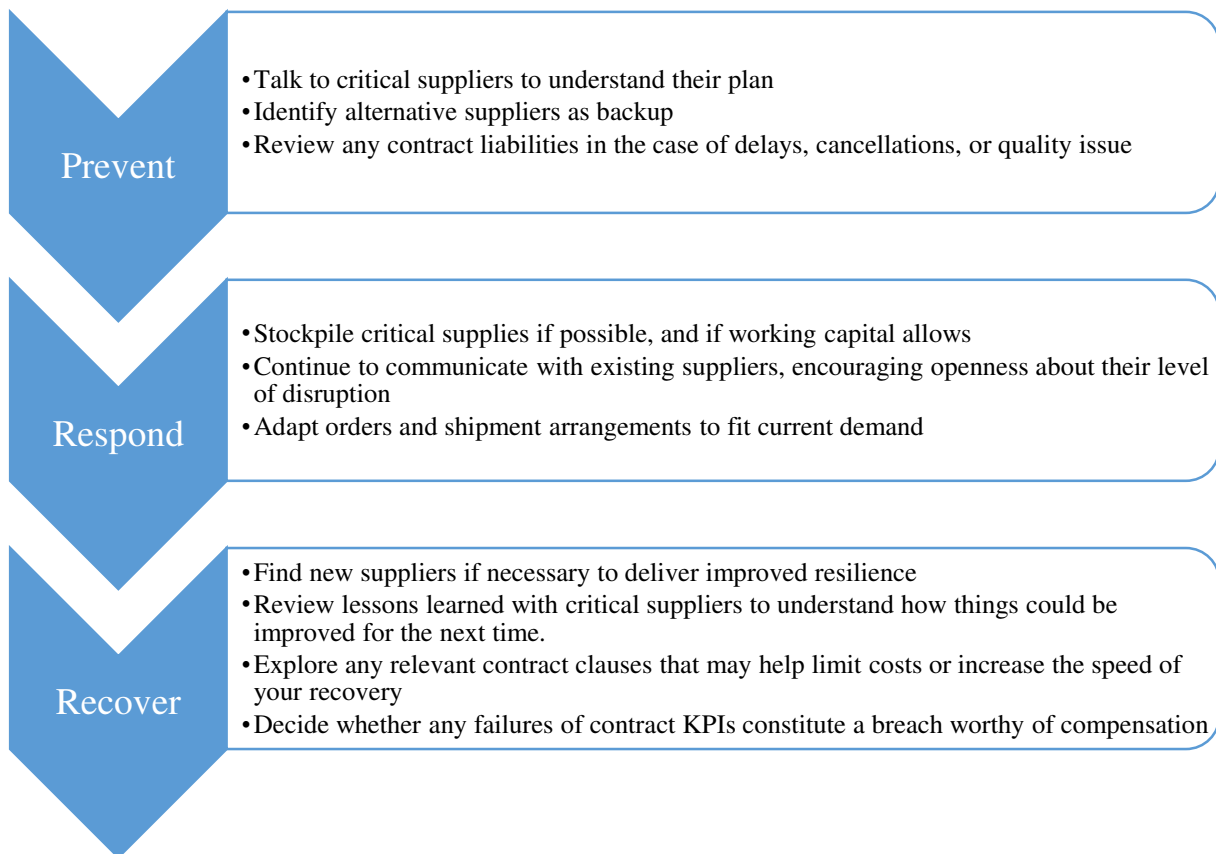 Prevent
•Talk to critical suppliers to understand their plan
•Identify alternative suppliers as backup
•Review any contract liabilities in the case of delays, cancellations, or quality issue
Respond
•Stockpile critical supplies if possible, and if working capital allows
•Continue to communicate with existing suppliers, encouraging openness about their level
of disruption
•Adapt orders and shipment arrangements to fit current demand
Recover
•Find new suppliers if necessary to deliver improved resilience
•Review lessons learned with critical suppliers to understand how things could be
improved for the next time.
•Explore any relevant contract clauses that may help limit costs or increase the speed of
your recovery
•Decide whether any failures of contract KPIs constitute a breach worthy of compensation